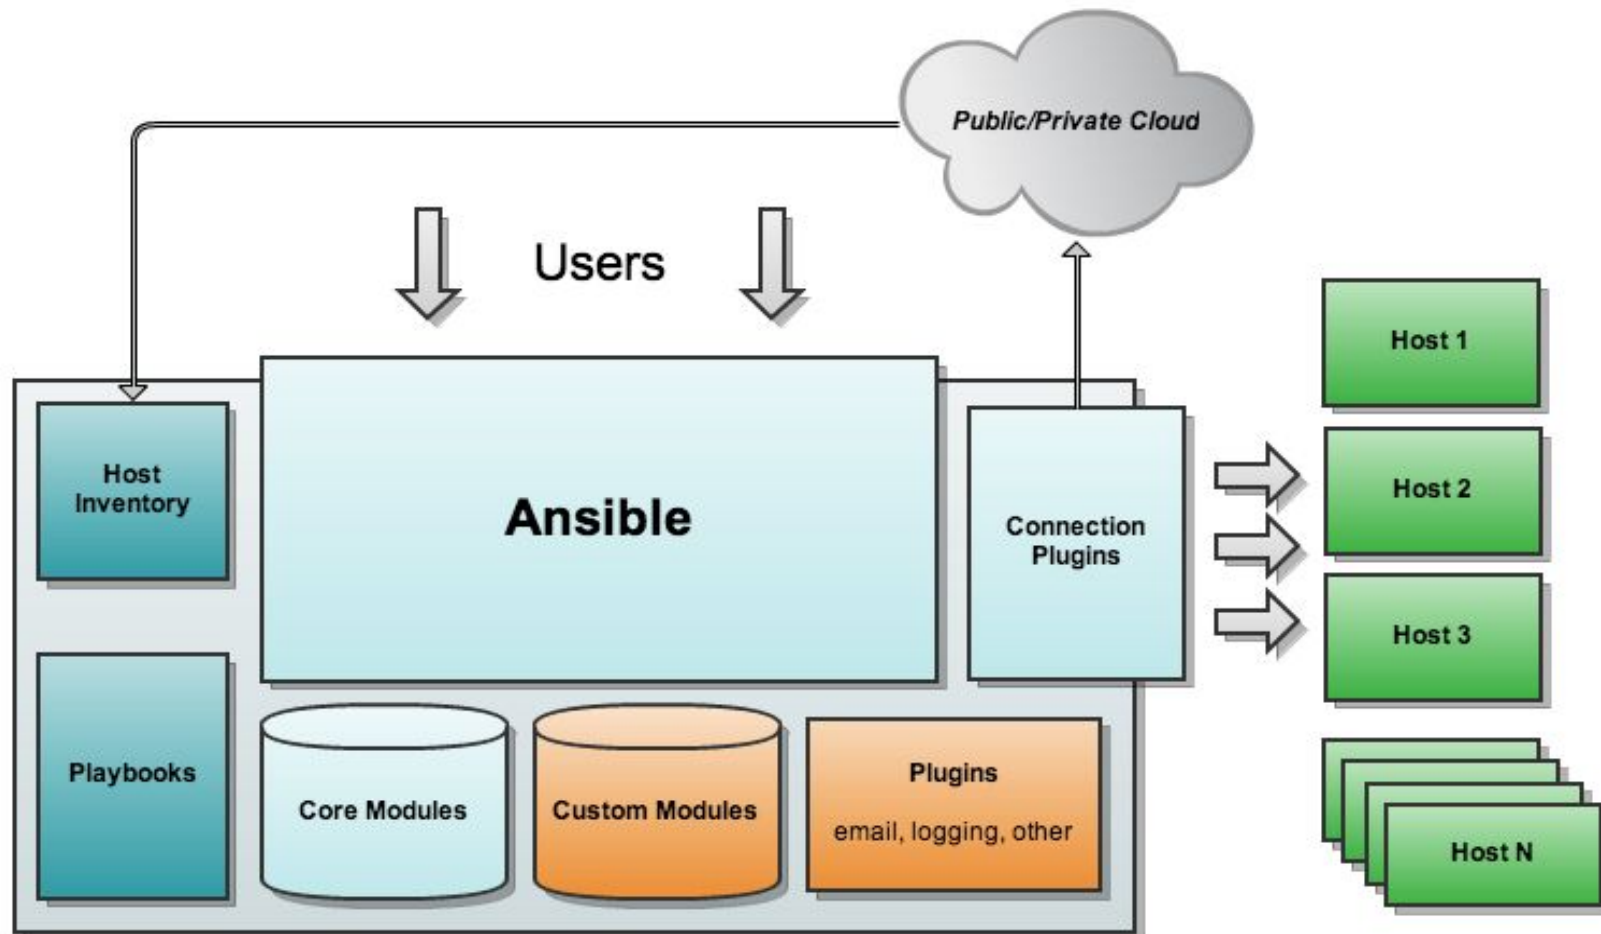 Public/Private Cloud
Users
Host 1
Host
Inventory
Ansible
Connection
Plugins
Host 2
Host 3
Playbooks
Core Modules
Custom Modules
Plugins
email, logging, other
Host N